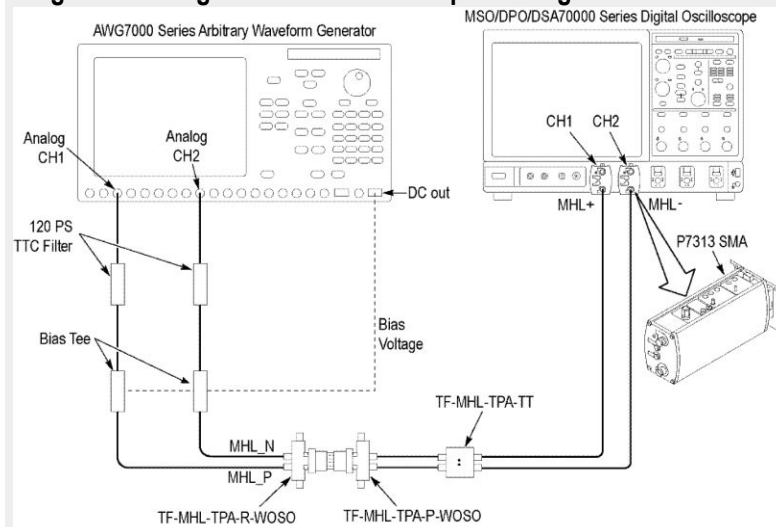 AWG7000 Series Arbitrary Waveform Generator
MSO/DPO/DSA70000 Series Digital Oscilloscope
Analog
CH1
Analog
CH2
CH1
CH2
DC out
MHL+
MHL-
120 PS
TTC Filter
P7313 SMA
Bias
Voltage
Bias Tee
TF-MHL-TPA-TT
MHL_N
MHL_P
TF-MHL-TPA-R-WOSO
TF-MHL-TPA-P-WOSO